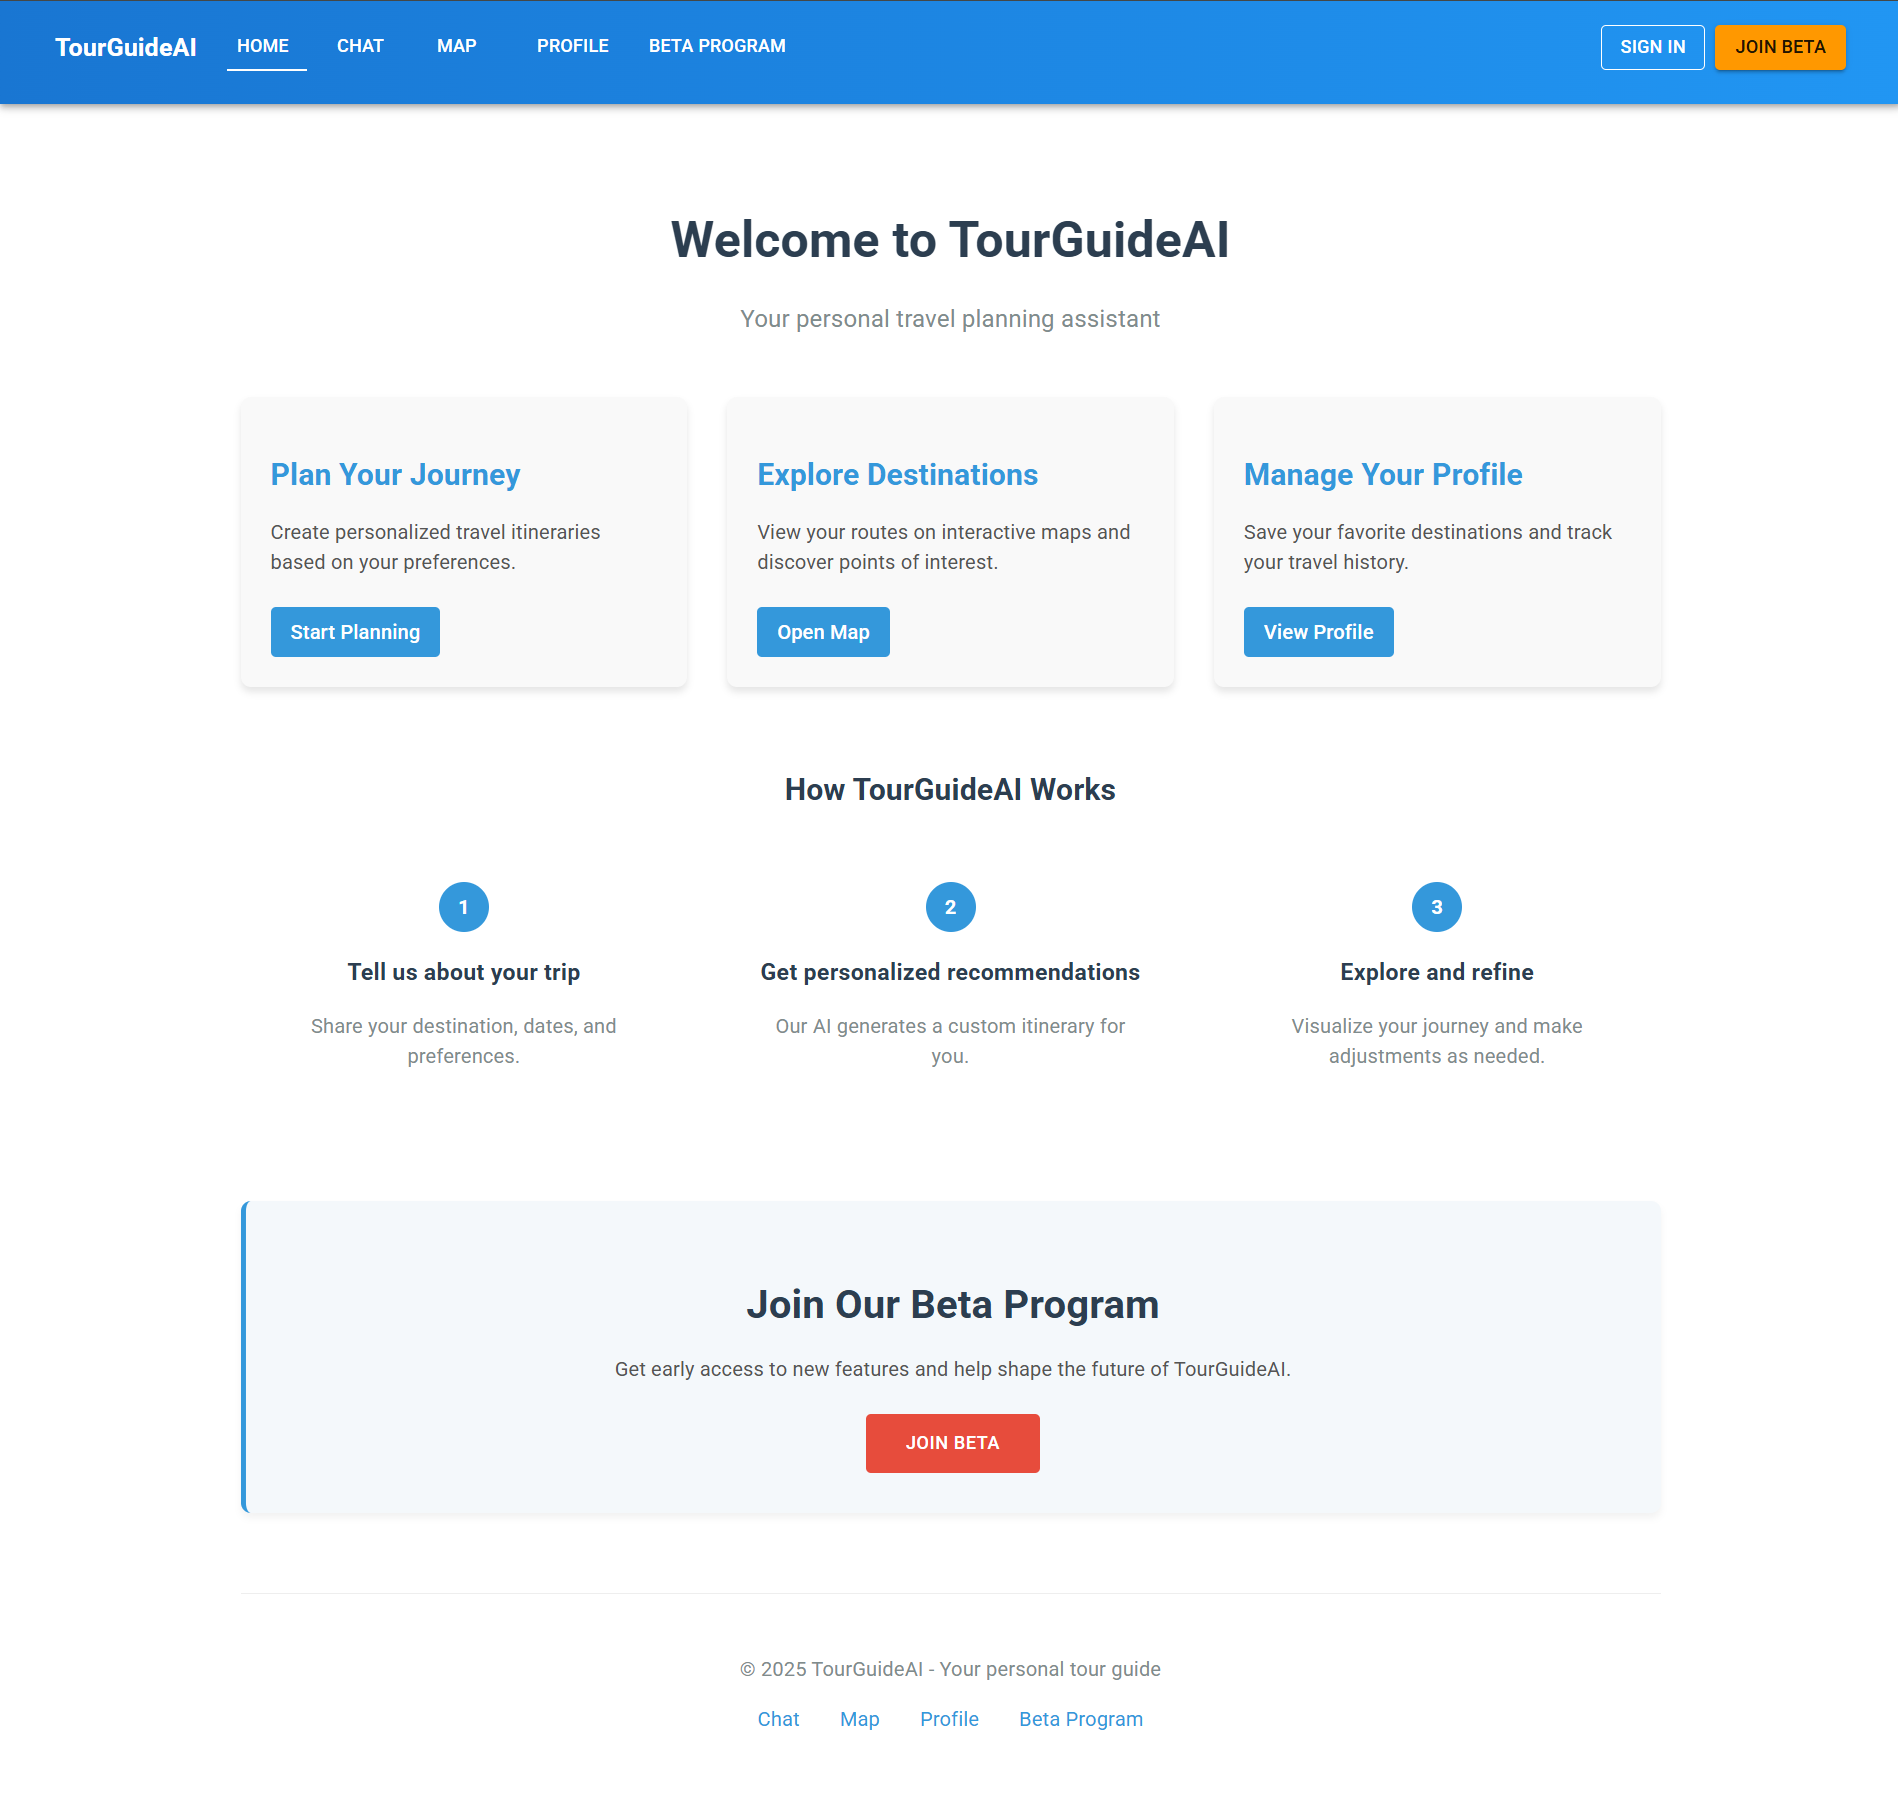 TourGuideAI HOME CHAT MAP PROFILE BETA PROGRAM SIGN IN JOIN BETA
Welcome to TourGuideAI
Your personal travel planning assistant
Plan Your Journey
Create personalized travel itineraries
based on your preferences.
Start Planning
Explore Destinations
View your routes on interactive maps and
discover points of interest.
Open Map
Manage Your Profile
Save your favorite destinations and track
your travel history.
View Profile
How TourGuideAI Works
1
Tell us about your trip
Share your destination, dates, and
preferences.
2
Get personalized recommendations
Our AI generates a custom itinerary for
you.
3
Explore and refine
Visualize your journey and make
adjustments as needed.
Join Our Beta Program
Get early access to new features and help shape the future of TourGuideAI.
JOIN BETA
© 2025 TourGuideAI - Your personal tour guide
Chat Map Profile Beta Program